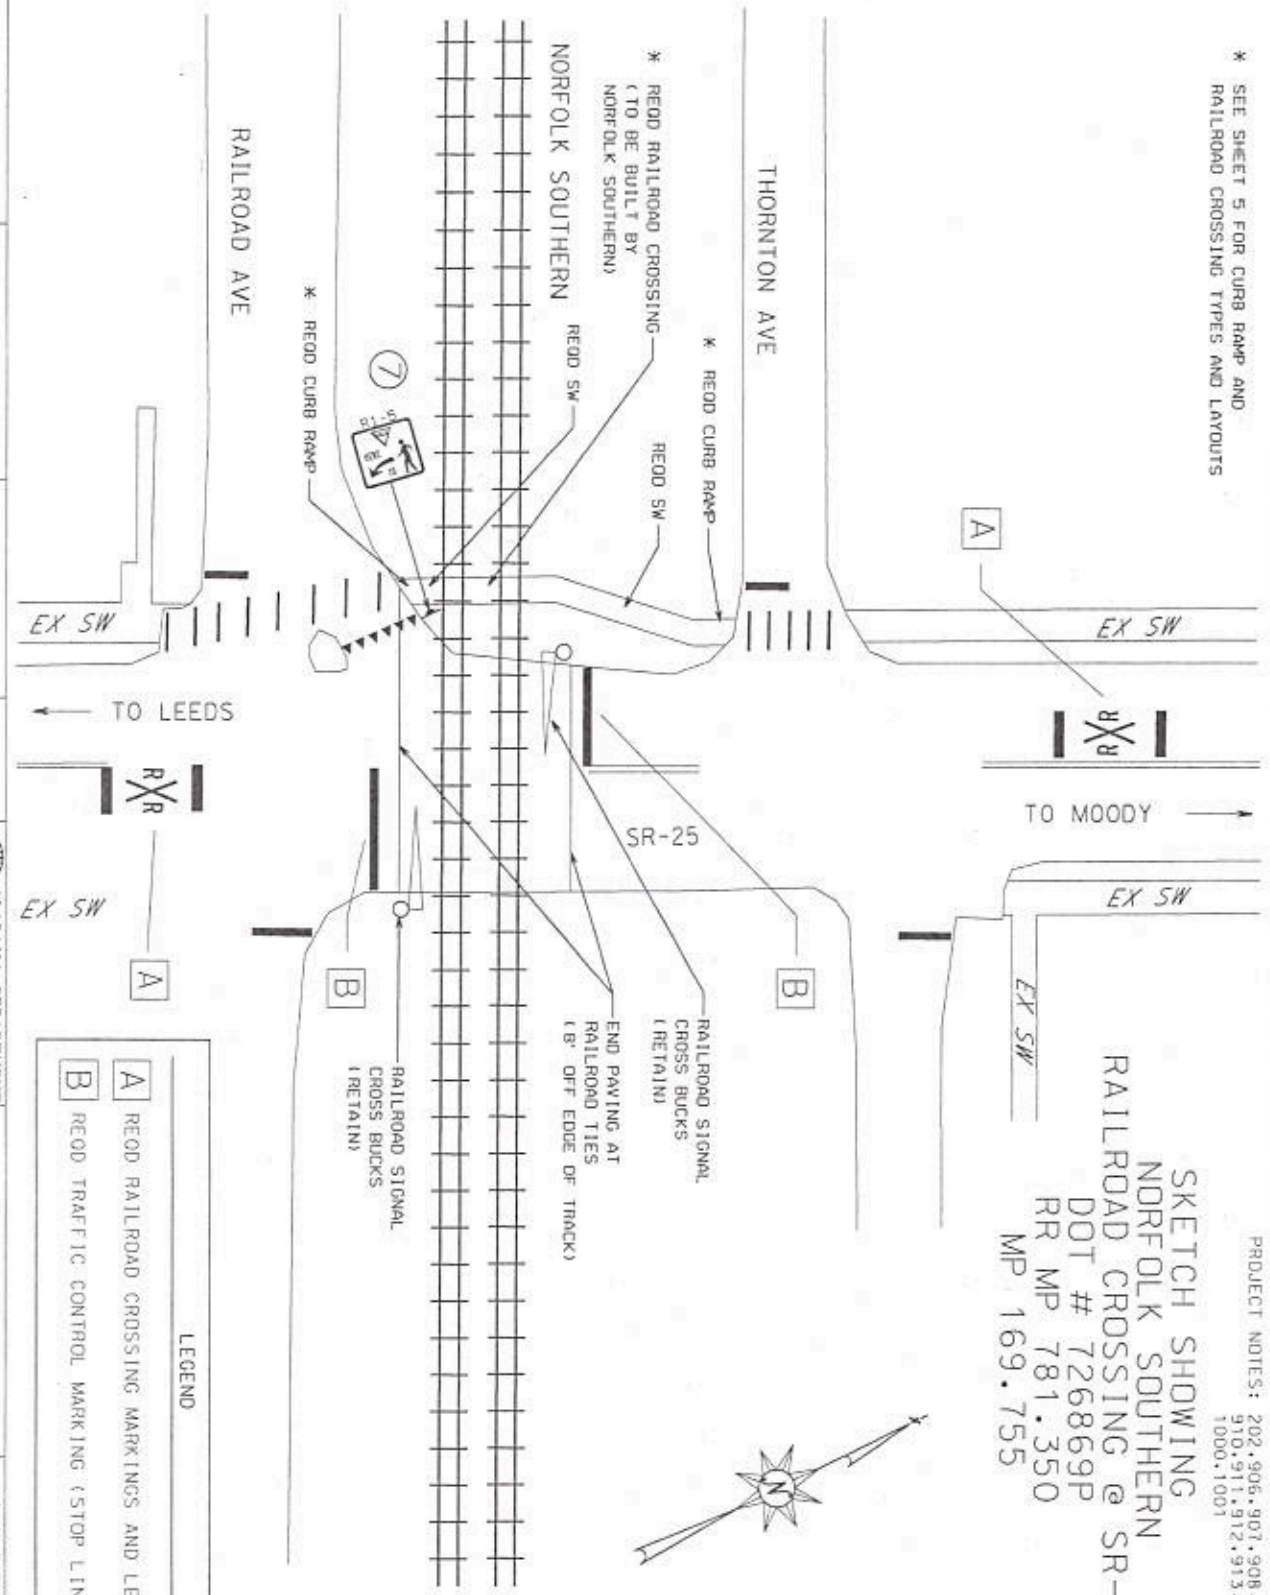 PROJECT NOTES: 202,906,907,908
910,911,912,913
1000,1001
SKETCH SHOWING
NORFOLK SOUTHERN
RAILROAD CROSSING @ SR-
DOT # 726869P
RR MP 781.350
MP 169.755
* SEE SHEET 5 FOR CURB RAMP AND
RAILROAD CROSSING TYPES AND LAYOUTS
A
EX SW
R R
TO MOODY
EX SW
EX SW
THORNTON AVE
* REQD CURB RAMP
REQD SW
* REQD RAILROAD CROSSING
(TO BE BUILT BY
NORFOLK SOUTHERN)
REQD SW
NORFOLK SOUTHERN
SR-25
B
RAILROAD SIGNAL
CROSS BUCKS
(RETAIN)
END PAVING AT
RAILROAD TIES
(8' OFF EDGE OF TRACK)
N
7
R1-5
HERE
TO
* REQD CURB RAMP
RAILROAD AVE
RAILROAD SIGNAL
CROSS BUCKS
(RETAIN)
B
EX SW
TO LEEDS
R R
EX SW
A
LEGEND
A REQD RAILROAD CROSSING MARKINGS AND LE
B REQD TRAFFIC CONTROL MARKING (STOP LIN